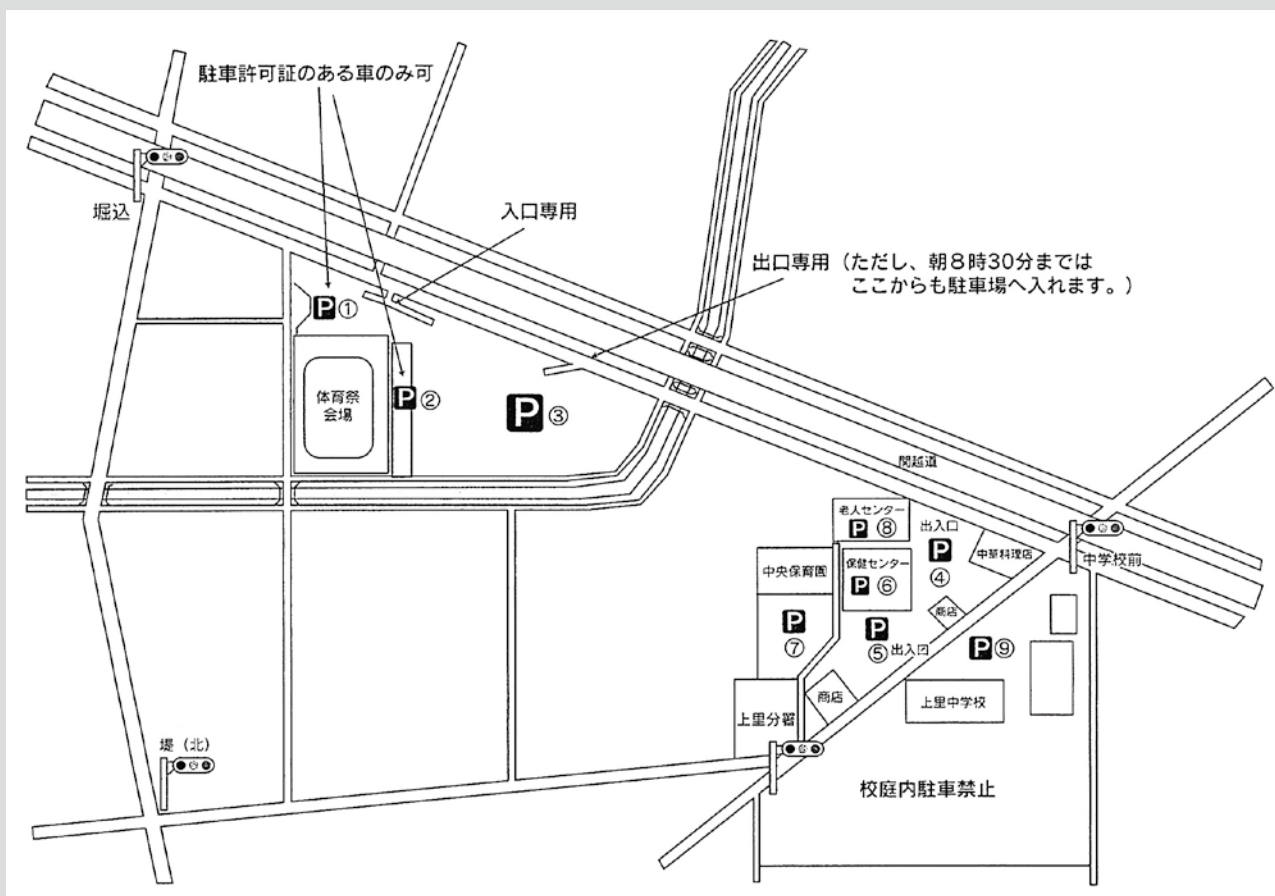 駐車許可証のある車のみ可
堀込
入口専用
出口専用（ただし、朝８時30分までは
ここからも駐車場へ入れます。）
P ①
体育祭
会場
P ②
P ③
関越道
老人センター
P ⑧
出入口
P
④
中華料理店
中学校前
中央保育園
保健センター
P ⑥
商店
P
⑦
P
⑤ 出入口
P ⑨
上里分署
商店
上里中学校
堤（北）
校庭内駐車禁止